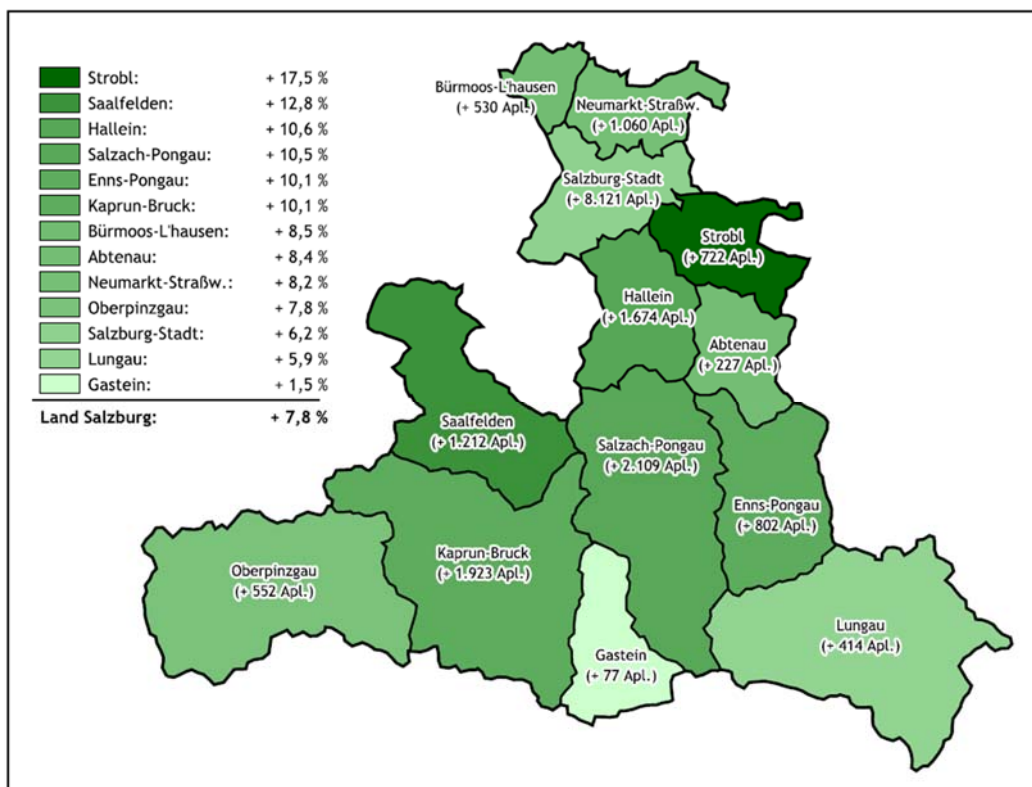 Strobl: + 17,5 %
Saalfelden: + 12,8 %
Hallein: + 10,6 %
Salzach-Pongau: + 10,5 %
Enns-Pongau: + 10,1 %
Kaprun-Bruck: + 10,1 %
Bürmoos-L'hausen: + 8,5 %
Abtenau: + 8,4 %
Neumarkt-Straßw.: + 8,2 %
Oberpinzgau: + 7,8 %
Salzburg-Stadt: + 6,2 %
Lungau: + 5,9 %
Gastein: + 1,5 %
Land Salzburg: + 7,8 %
Bürmoos-L'hausen
(+ 530 Apl.)
Neumarkt-Straßw.
(+ 1.060 Apl.)
Salzburg-Stadt
(+ 8.121 Apl.)
Strobl
(+ 722 Apl.)
Hallein
(+ 1.674 Apl.)
Abtenau
(+ 227 Apl.)
Saalfelden
(+ 1.212 Apl.)
Salzach-Pongau
(+ 2.109 Apl.)
Enns-Pongau
(+ 802 Apl.)
Kaprun-Bruck
(+ 1.923 Apl.)
Oberpinzgau
(+ 552 Apl.)
Lungau
(+ 414 Apl.)
Gastein
(+ 77 Apl.)